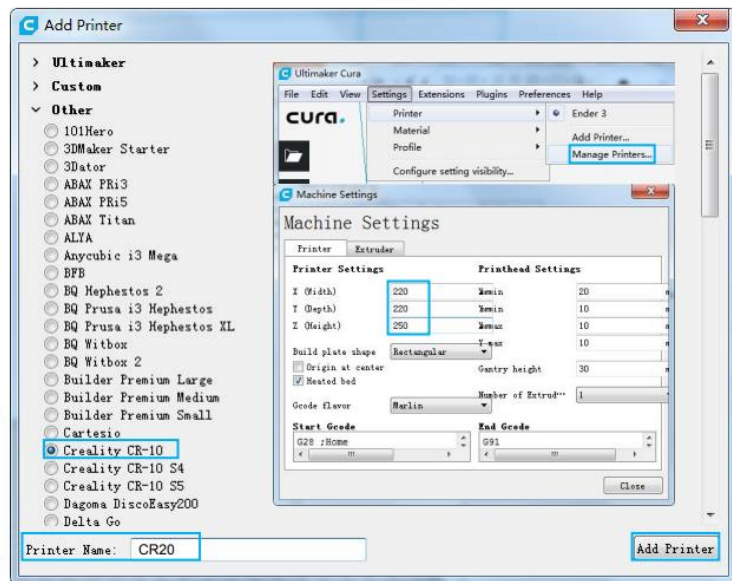 Add Printer
> Ultimaker
> Custom
Other
101Hero
3DMaker Starter
3Dator
ABAX PRi3
ABAX PRi5
ABAX Titan
ALYA
Anycubic i3 Mega
BFB
BQ Hephestos 2
BQ Prusa i3 Hephestos
BQ Prusa i3 Hephestos XL
BQ Witbox
BQ Witbox 2
Builder Premium Large
Builder Premium Medium
Builder Premium Small
Cartesio
Creality CR-10
Creality CR-10 S4
Creality CR-10 S5
Dagoma DiscoEasy200
Delta Go
Printer Name: CR20
Add Printer
Ultimaker Cura
File Edit View Settings Extensions Plugins Preferences Help
cura.
Printer
Material
Profile
Configure setting visibility...
Ender 3
Add Printer...
Manage Printers...
Machine Settings
Machine Settings
Printer Extruder
Printer Settings
X (Width) 220
Y (Depth) 220
Z (Height) 250
Build plate shape Rectangular
Origin at center
Heated bed
Gcode flavor Marlin
Printhead Settings
20
10
10
Y max 10
Gantry height 30
Number of Extrud... 1
Start Gcode
G28 ;Home
End Gcode
G91
Close